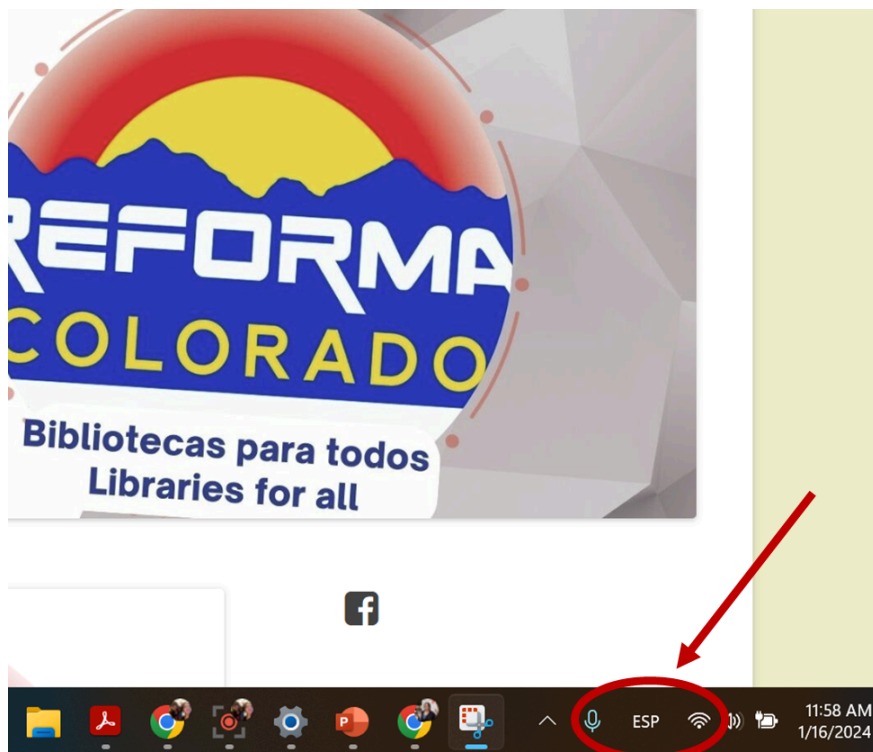 REFORMA
COLORADO
Bibliotecas para todos
Libraries for all
ESP
11:58 AM
1/16/2024